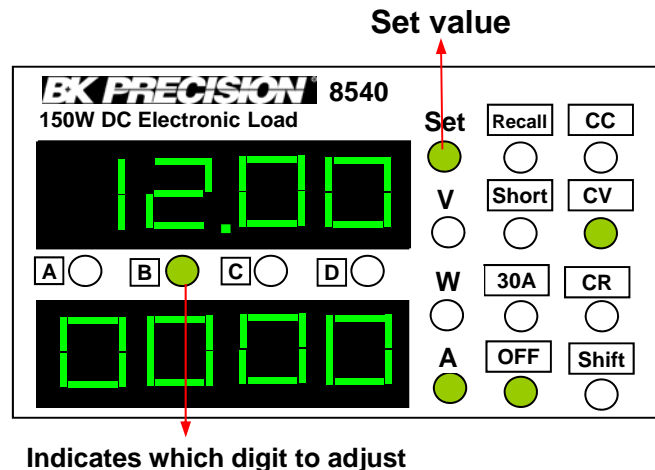 Set value
BK PRECISION® 8540
150W DC Electronic Load
Set Recall CC
12.00
V Short CV
A B C D
W 30A CR
0000
A OFF Shift
Indicates which digit to adjust